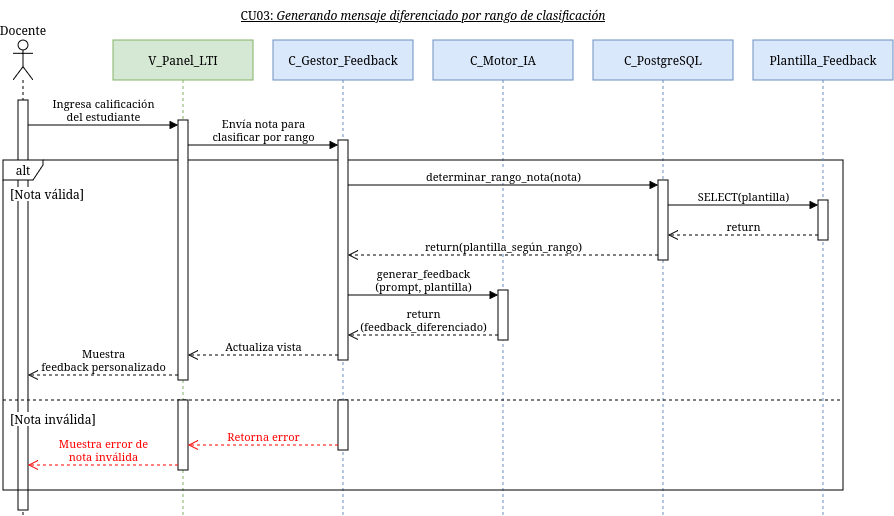 CU03: Generando mensaje diferenciado por rango de clasificación
Docente
V_Panel_LTI
C_Gestor_Feedback
C_Motor_IA
C_PostgreSQL
Plantilla_Feedback
Ingresa calificación
del estudiante
Envía nota para
clasificar por rango
alt
[Nota válida]
determinar_rango_nota(nota)
SELECT(plantilla)
return
return(plantilla_según_rango)
generar_feedback
(prompt, plantilla)
return
(feedback_diferenciado)
Actualiza vista
Muestra
feedback personalizado
[Nota inválida]
Retorna error
Muestra error de
nota inválida